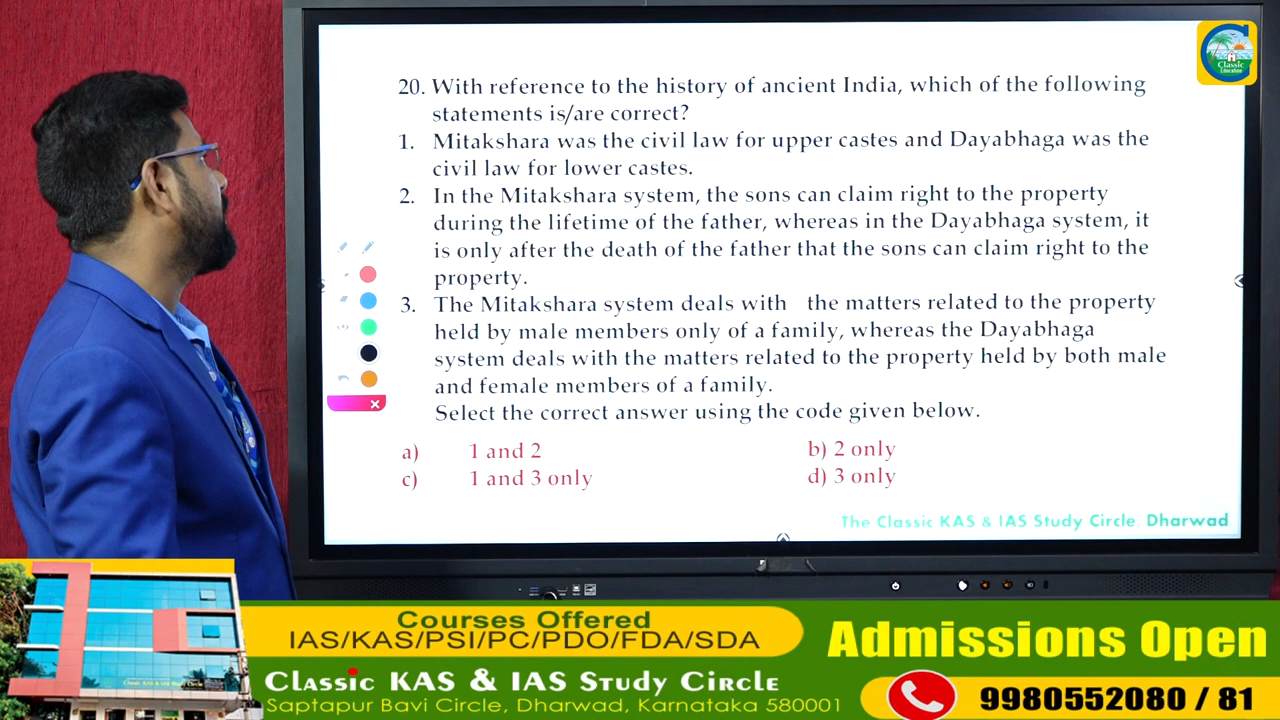 Classic
Education
20. With reference to the history of ancient India, which of the following
statements is/are correct?
1. Mitakshara was the civil law for upper castes and Dayabhaga was the
civil law for lower castes.
2. In the Mitakshara system, the sons can claim right to the property
during the lifetime of the father, whereas in the Dayabhaga system, it
is only after the death of the father that the sons can claim right to the
property.
3. The Mitakshara system deals with the matters related to the property
held by male members only of a family, whereas the Dayabhaga
system deals with the matters related to the property held by both male
and female members of a family.
Select the correct answer using the code given below.
a) 1 and 2 b) 2 only
c) 1 and 3 only d) 3 only
The Classic KAS & IAS Study Circle. Dharwad
Courses Offered
IAS/KAS/PSI/PC/PDO/FDA/SDA
Classic KAS & IAS Study Circle
Saptapur Bavi Circle, Dharwad, Karnataka 580001
Admissions Open
9980552080 / 81